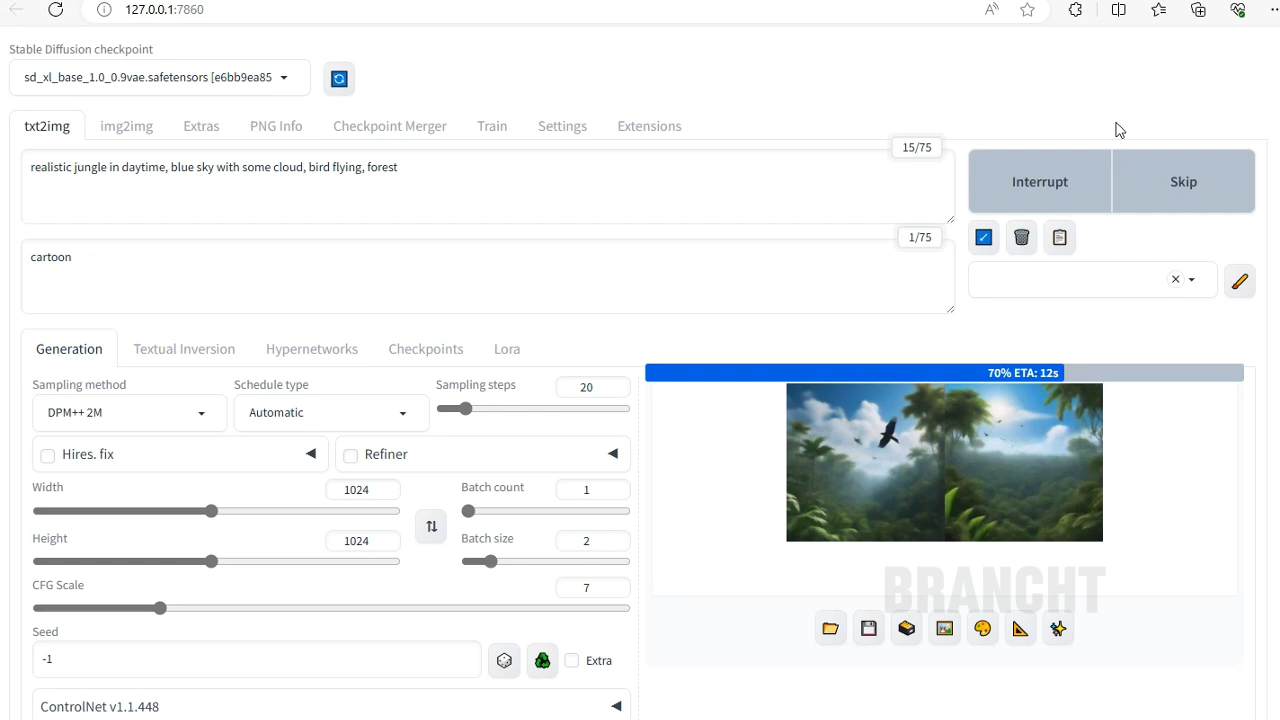 127.0.0.1:7860
Stable Diffusion checkpoint
sd_xl_base_1.0_0.9vae.safetensors [e6bb9ea85
txt2img img2img Extras PNG Info Checkpoint Merger Train Settings Extensions
15/75
realistic jungle in daytime, blue sky with some cloud, bird flying, forest
Interrupt Skip
1/75
cartoon
Generation Textual Inversion Hypernetworks Checkpoints Lora
70% ETA: 12s
Sampling method Schedule type Sampling steps 20
DPM++ 2M Automatic
Hires. fix Refiner
Width 1024 Batch count 1
Height 1024 Batch size 2
CFG Scale 7
BRANCHT
Seed
-1 Extra
ControlNet v1.1.448